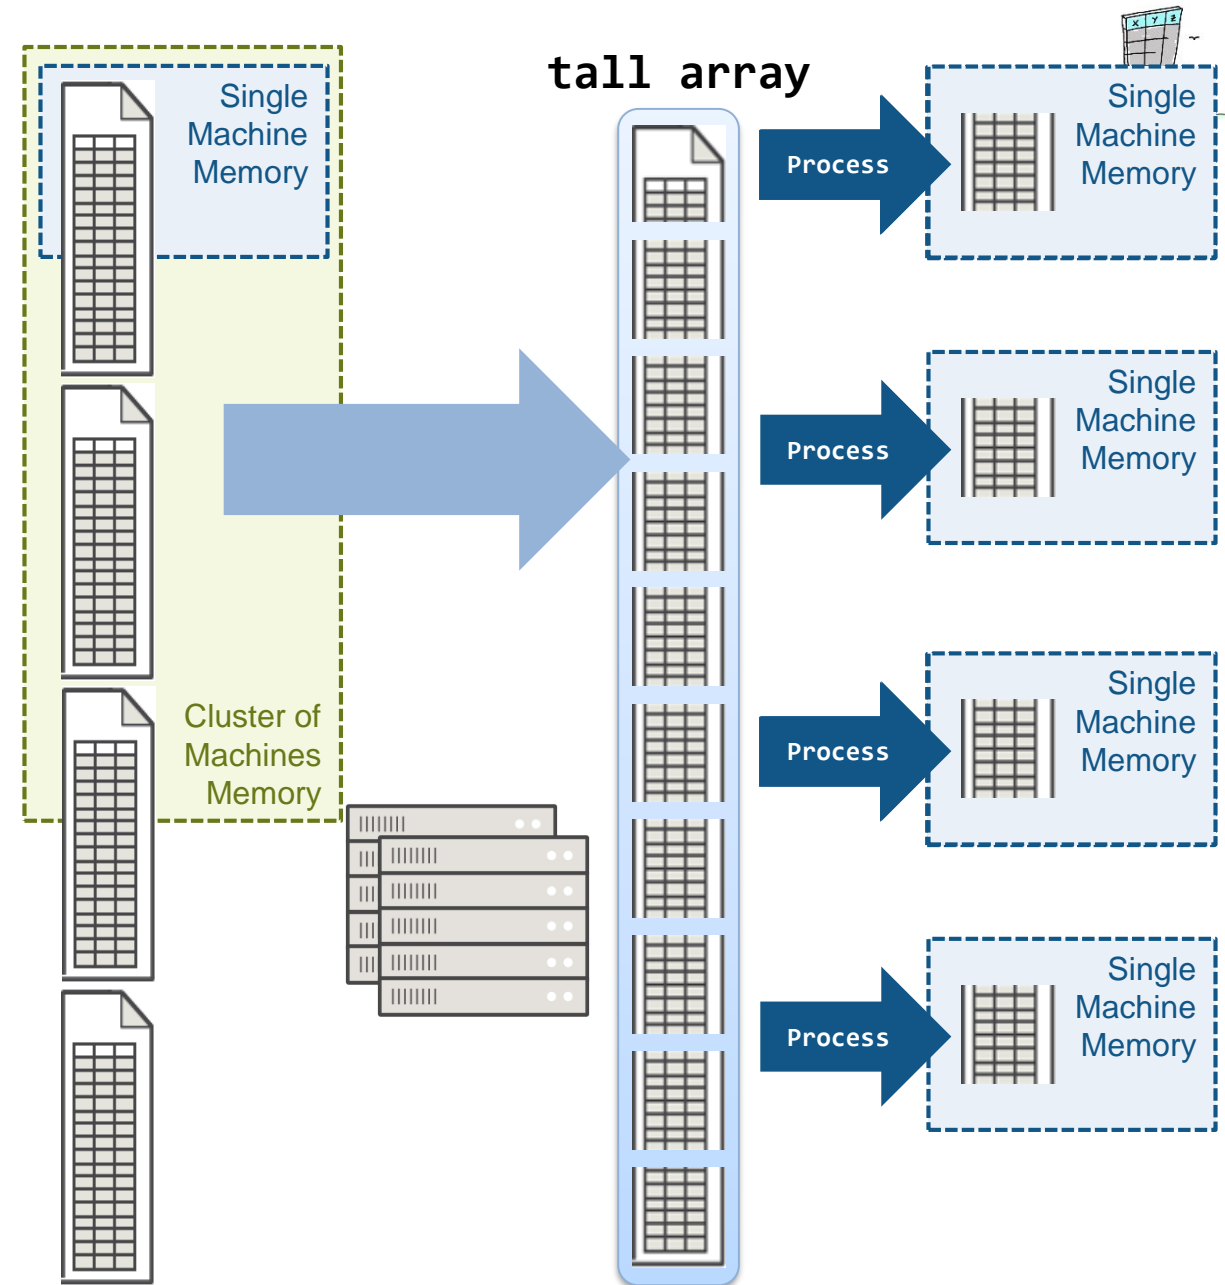 tall array
X Y Z
Single
Machine
Memory
Cluster of
Machines
Memory
Process
Single
Machine
Memory
Process
Single
Machine
Memory
Process
Single
Machine
Memory
Process
Single
Machine
Memory